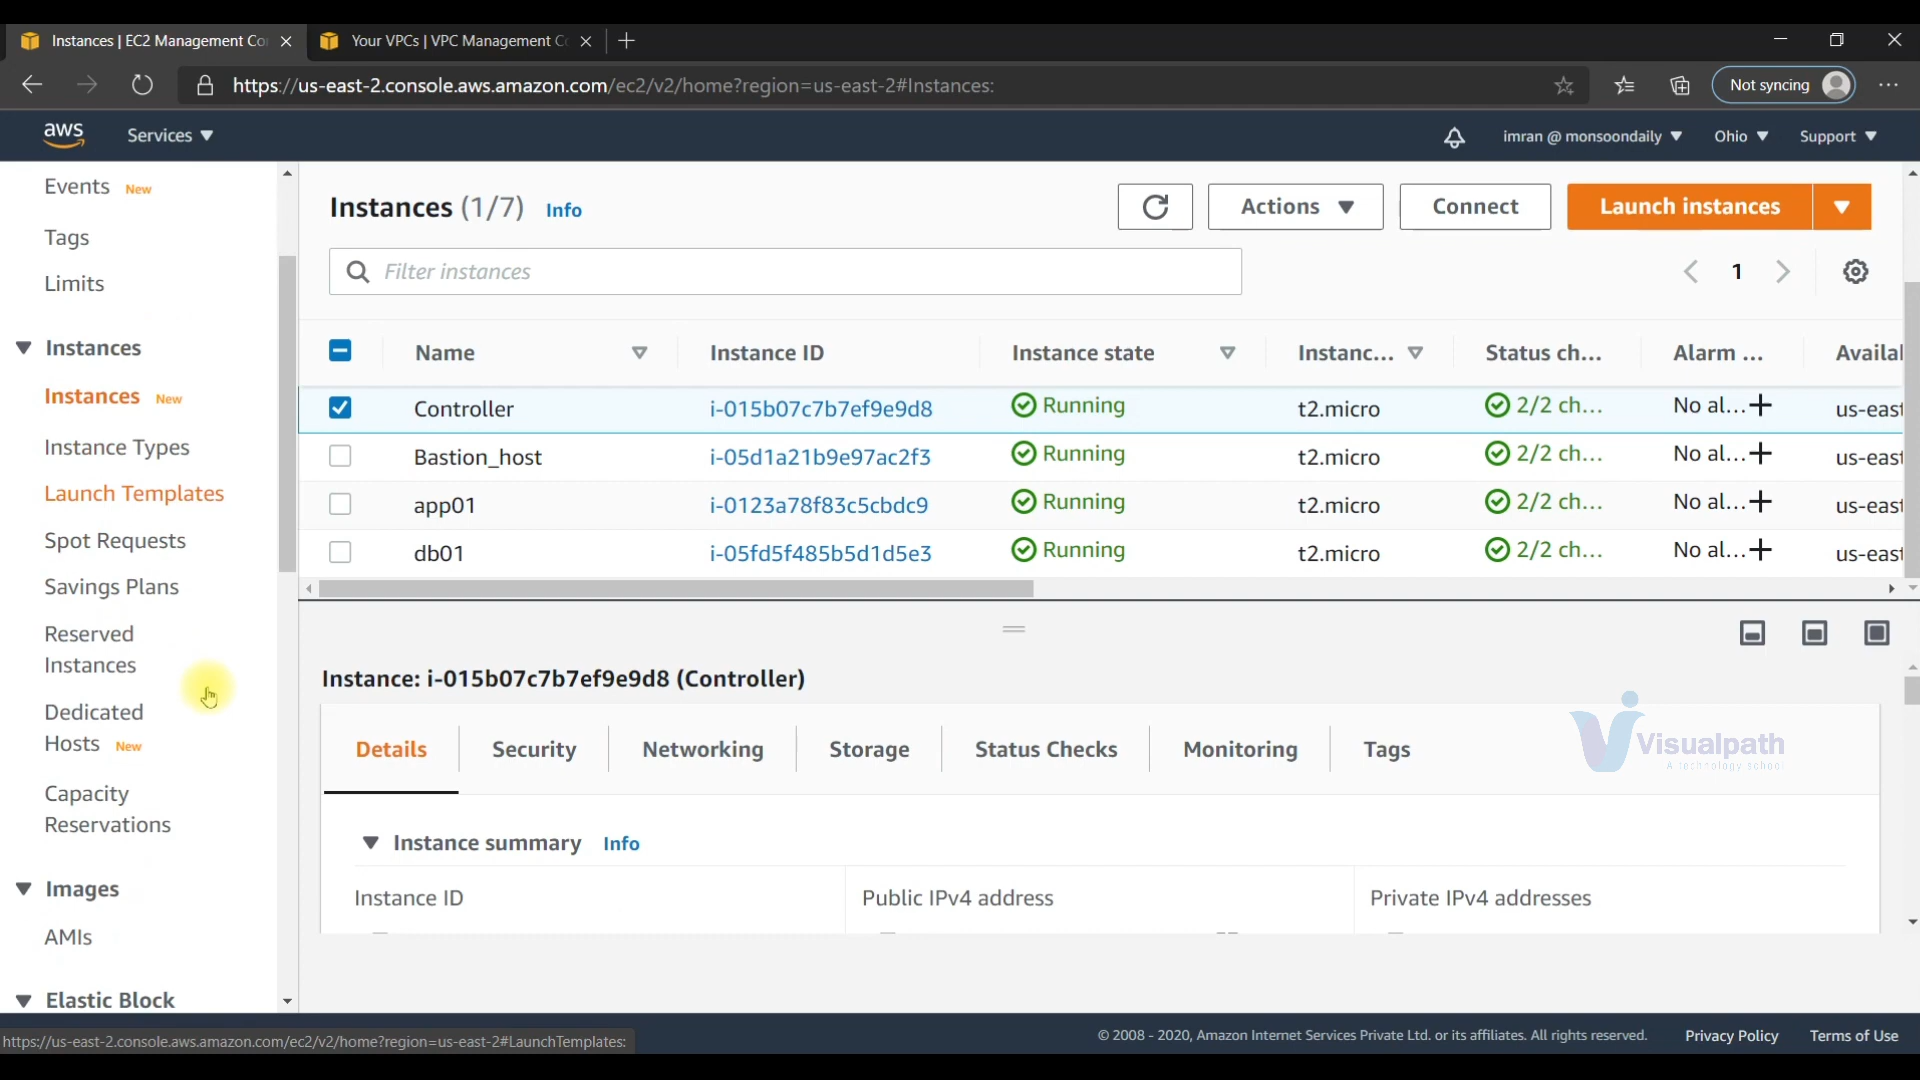 Instances | EC2 Management Co
Your VPCs | VPC Management C
https://us-east-2.console.aws.amazon.com/ec2/v2/home?region=us-east-2#Instances:
Not syncing
aws
Services
imran @ monsoondaily
Ohio
Support
Events New
Tags
Limits
Instances
Instances New
Instance Types
Launch Templates
Spot Requests
Savings Plans
Reserved
Instances
Dedicated
Hosts New
Capacity
Reservations
Images
AMIs
Elastic Block
Instances (1/7) Info
Actions
Connect
Launch instances
Filter instances
1
Name Instance ID Instance state Instanc... Status ch... Alarm ... Availal
Controller i-015b07c7b7ef9e9d8 Running t2.micro 2/2 ch... No al... us-east
Bastion_host i-05d1a21b9e97ac2f3 Running t2.micro 2/2 ch... No al... us-east
app01 i-0123a78f83c5cbdc9 Running t2.micro 2/2 ch... No al... us-east
db01 i-05fd5f485b5d1d5e3 Running t2.micro 2/2 ch... No al... us-east
Instance: i-015b07c7b7ef9e9d8 (Controller)
Details Security Networking Storage Status Checks Monitoring Tags
Visualpath
A technology school
Instance summary Info
Instance ID Public IPv4 address Private IPv4 addresses
https://us-east-2.console.aws.amazon.com/ec2/v2/home?region=us-east-2#LaunchTemplates:
© 2008 - 2020, Amazon Internet Services Private Ltd. or its affiliates. All rights reserved. Privacy Policy Terms of Use